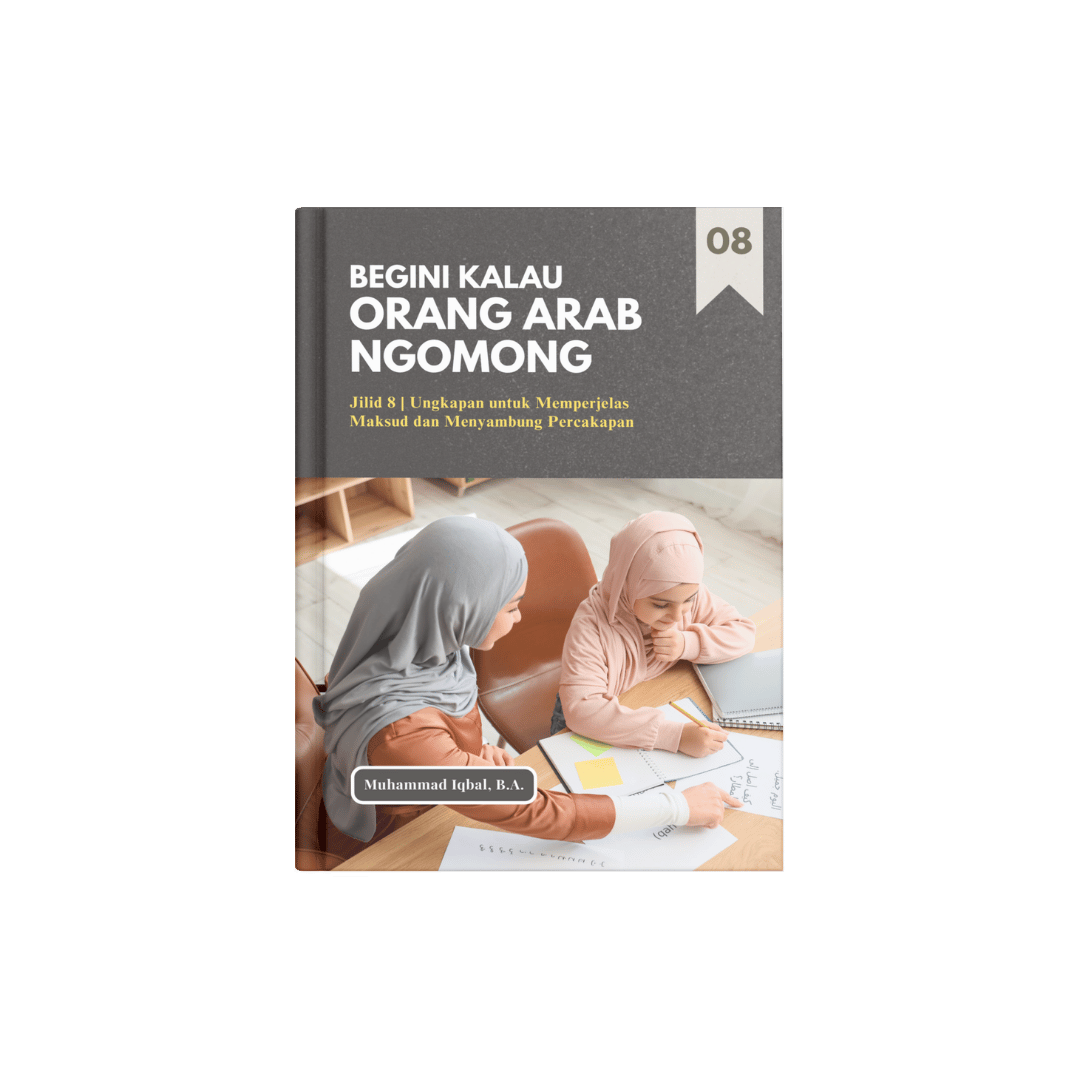 08
BEGINI KALAU
ORANG ARAB
NGOMONG
Jilid 8 | Ungkapan untuk Memperjelas
Maksud dan Menyambung Percakapan
Muhammad Iqbal, B.A.